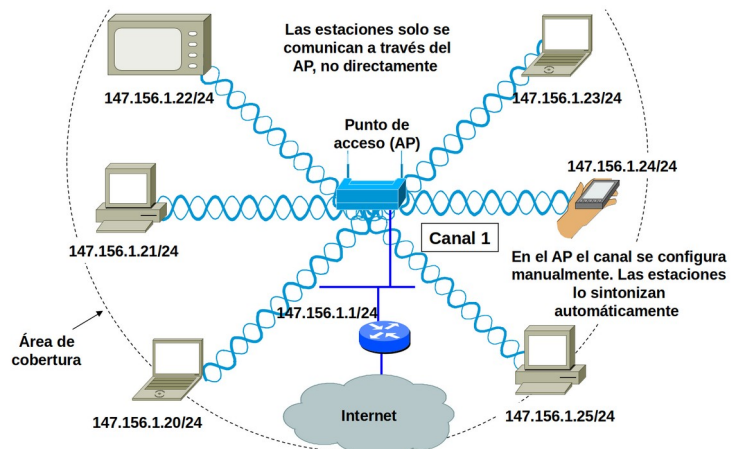 Las estaciones solo se
comunican a través del
AP, no directamente
147.156.1.22/24
147.156.1.23/24
Punto de
acceso (AP)
147.156.1.24/24
147.156.1.21/24
Canal 1
En el AP el canal se configura
manualmente. Las estaciones
lo sintonizan
automáticamente
147.156.1.1/24
Área de
cobertura
Internet
147.156.1.20/24
147.156.1.25/24